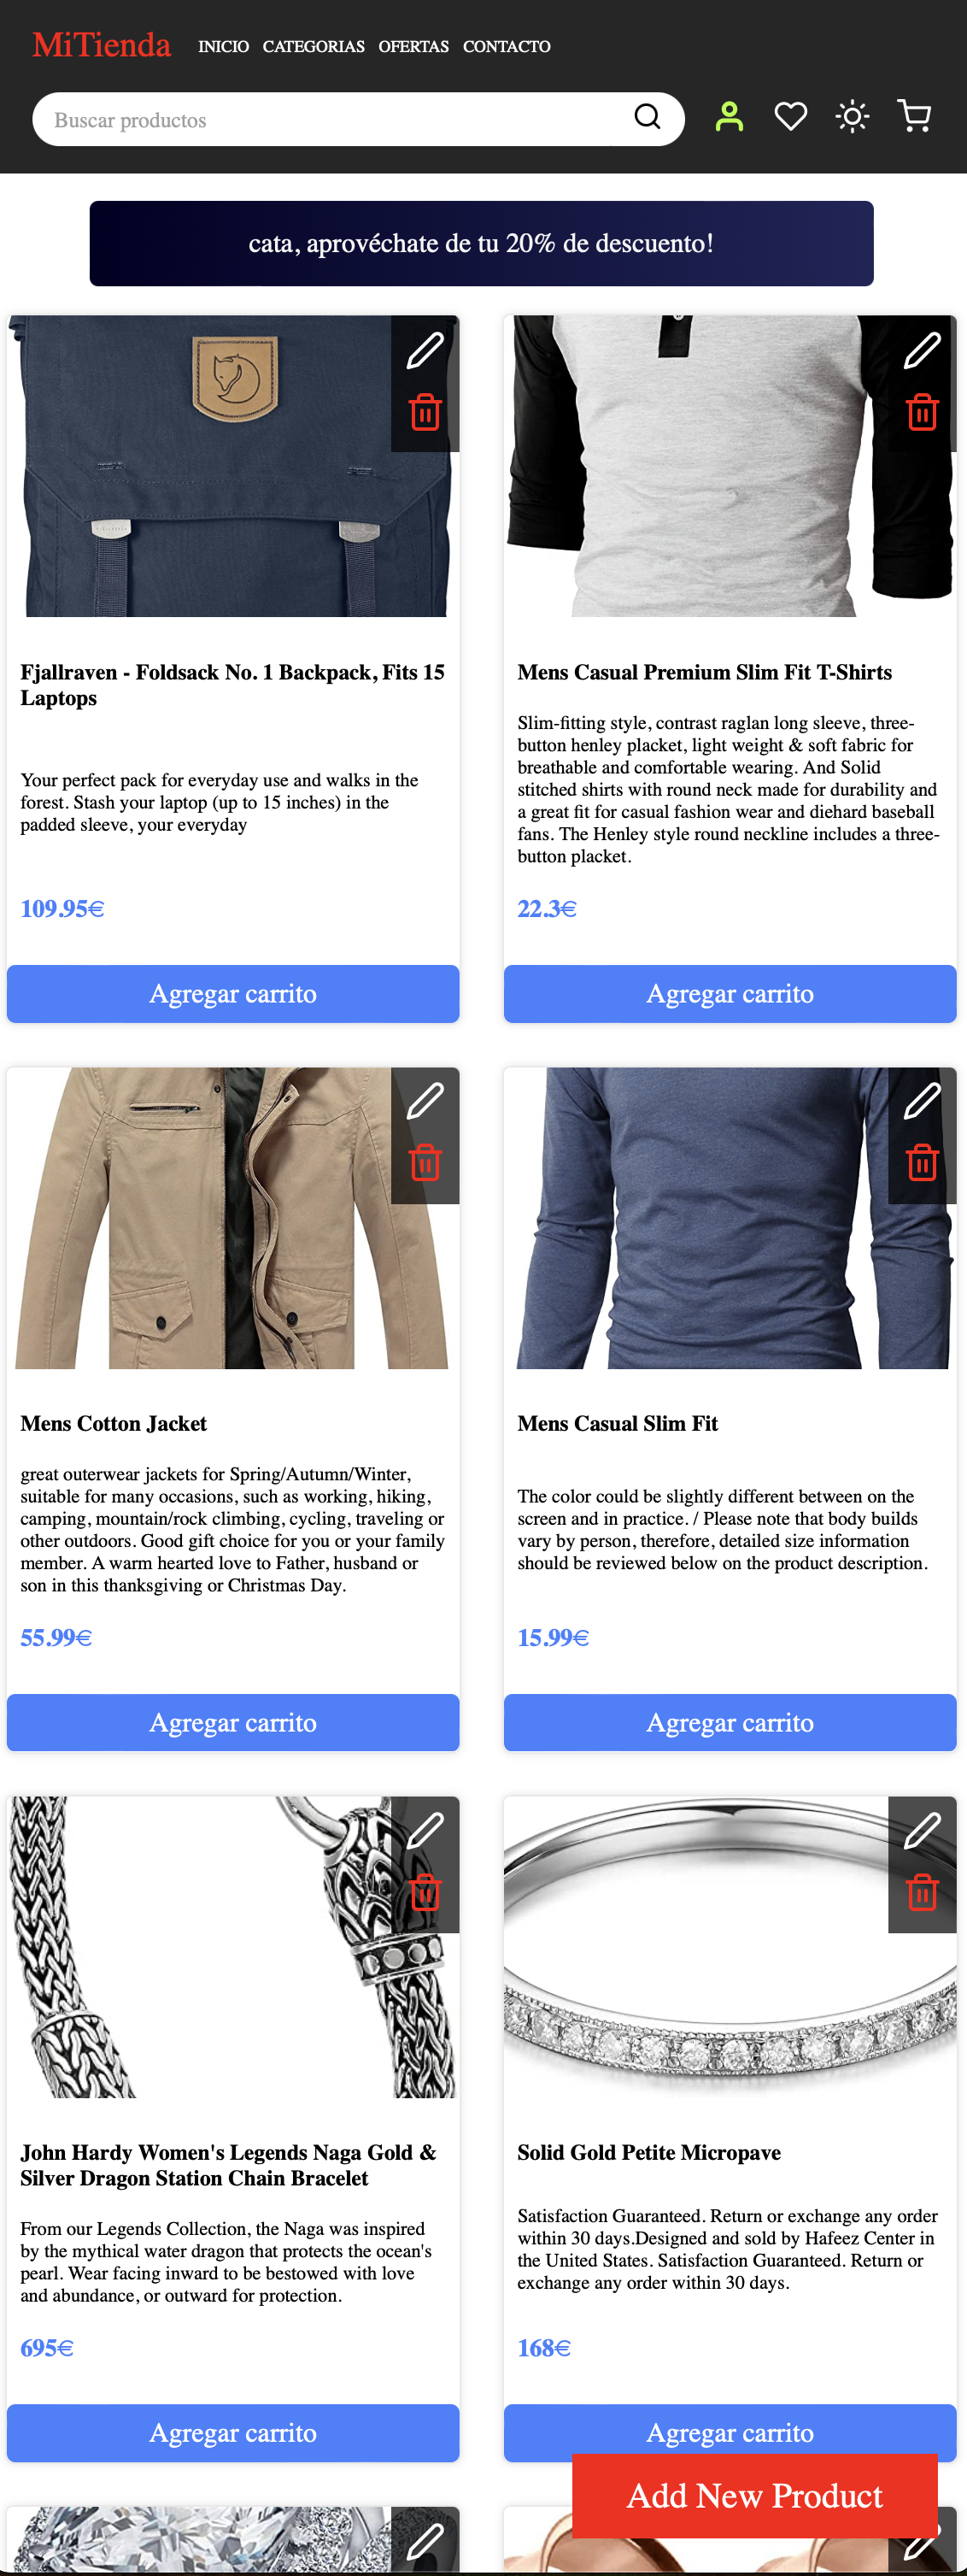 MiTienda INICIO CATEGORIAS OFERTAS CONTACTO
Buscar productos
cata, aprovéchate de tu 20% de descuento!
Fjallraven - Foldsack No. 1 Backpack, Fits 15
Laptops
Your perfect pack for everyday use and walks in the
forest. Stash your laptop (up to 15 inches) in the
padded sleeve, your everyday
109.95€
Agregar carrito
Mens Casual Premium Slim Fit T-Shirts
Slim-fitting style, contrast raglan long sleeve, three-
button henley placket, light weight & soft fabric for
breathable and comfortable wearing. And Solid
stitched shirts with round neck made for durability and
a great fit for casual fashion wear and diehard baseball
fans. The Henley style round neckline includes a three-
button placket.
22.3€
Agregar carrito
Mens Cotton Jacket
great outerwear jackets for Spring/Autumn/Winter,
suitable for many occasions, such as working, hiking,
camping, mountain/rock climbing, cycling, traveling or
other outdoors. Good gift choice for you or your family
member. A warm hearted love to Father, husband or
son in this thanksgiving or Christmas Day.
55.99€
Agregar carrito
Mens Casual Slim Fit
The color could be slightly different between on the
screen and in practice. / Please note that body builds
vary by person, therefore, detailed size information
should be reviewed below on the product description.
15.99€
Agregar carrito
John Hardy Women's Legends Naga Gold &
Silver Dragon Station Chain Bracelet
From our Legends Collection, the Naga was inspired
by the mythical water dragon that protects the ocean's
pearl. Wear facing inward to be bestowed with love
and abundance, or outward for protection.
695€
Agregar carrito
Solid Gold Petite Micropave
Satisfaction Guaranteed. Return or exchange any order
within 30 days.Designed and sold by Hafeez Center in
the United States. Satisfaction Guaranteed. Return or
exchange any order within 30 days.
168€
Agregar carrito
Add New Product